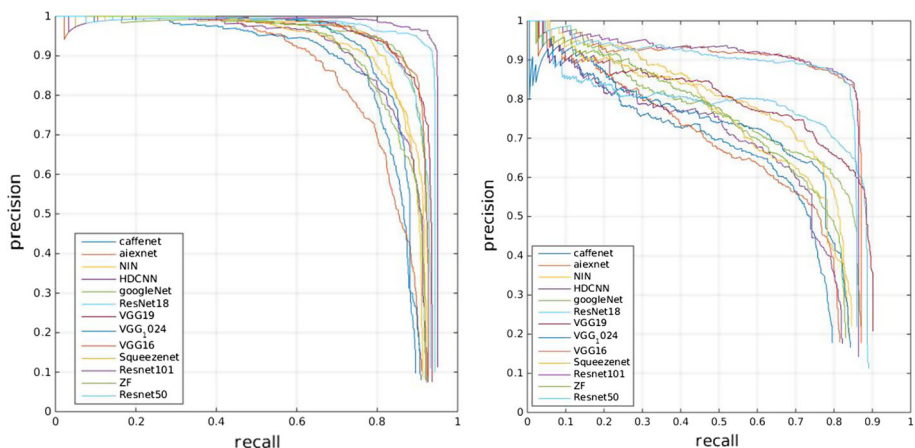 precision
1
0.9
0.8
0.7
0.6
0.5
0.4
0.3
0.2
0.1
0
caffenet
aiexnet
NIN
HDCNN
googleNet
ResNet18
VGG19
VGG1024
VGG16
Squeezenet
Resnet101
ZF
Resnet50
0 0.2 0.4 0.6 0.8 1
recall
precision
1
0.9
0.8
0.7
0.6
0.5
0.4
0.3
0.2
0.1
0
caffenet
aiexnet
NIN
HDCNN
googleNet
ResNet18
VGG19
VGG1024
VGG16
Squeezenet
Resnet101
ZF
Resnet50
0 0.1 0.2 0.3 0.4 0.5 0.6 0.7 0.8 0.9 1
recall